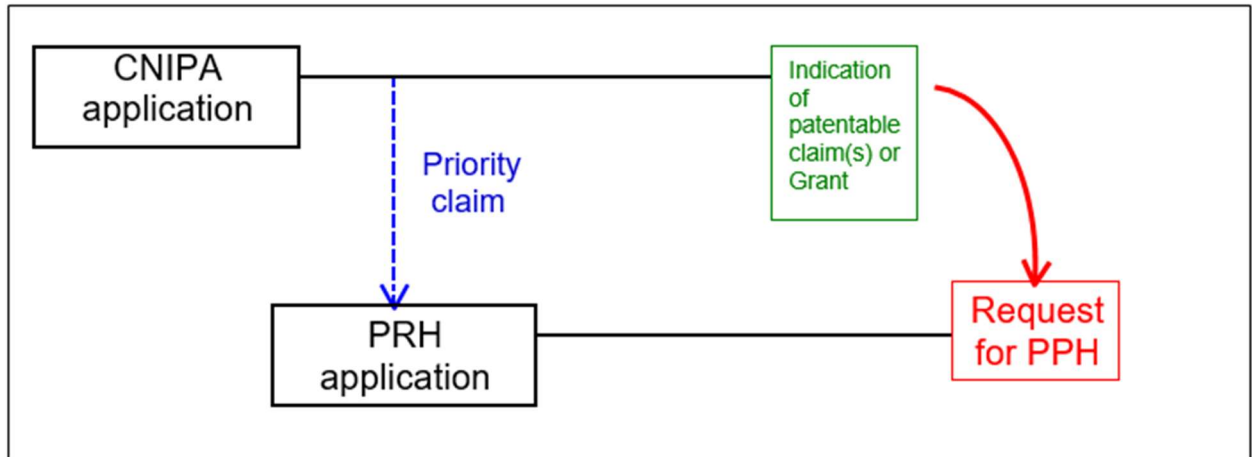 CNIPA
application
Indication
of
patentable
claim(s) or
Grant
Priority
claim
PRH
application
Request
for PPH